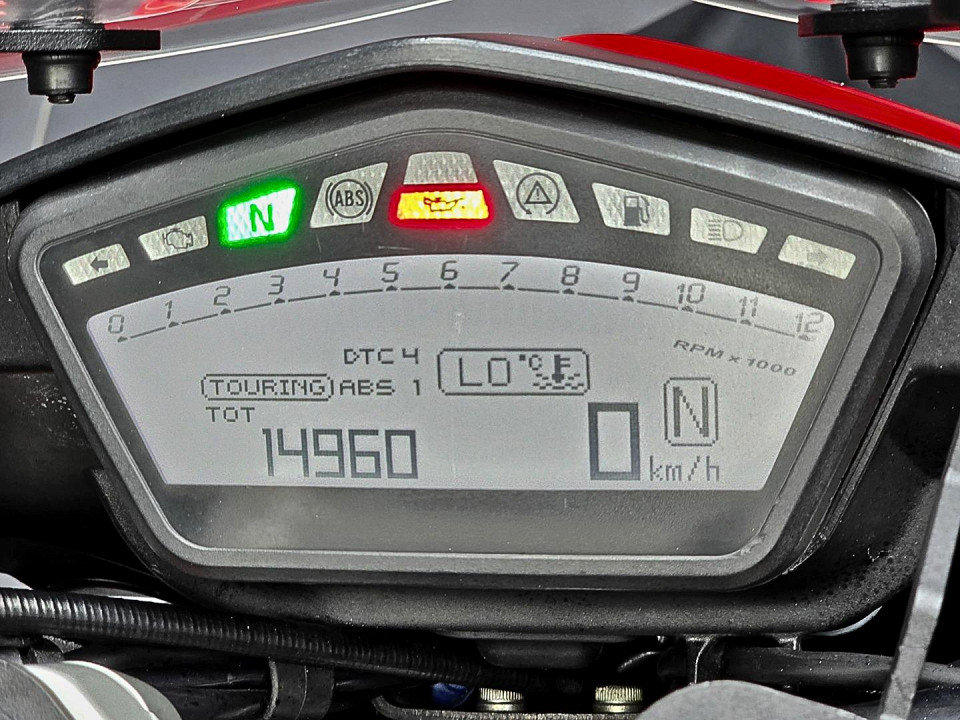 N ABS
0 1 2 3 4 5 6 7 8 9 10 11 12
RPM x 1000
DTC 4
LO °C
TOURING ABS 1
TOT
14960
0 km/h
N